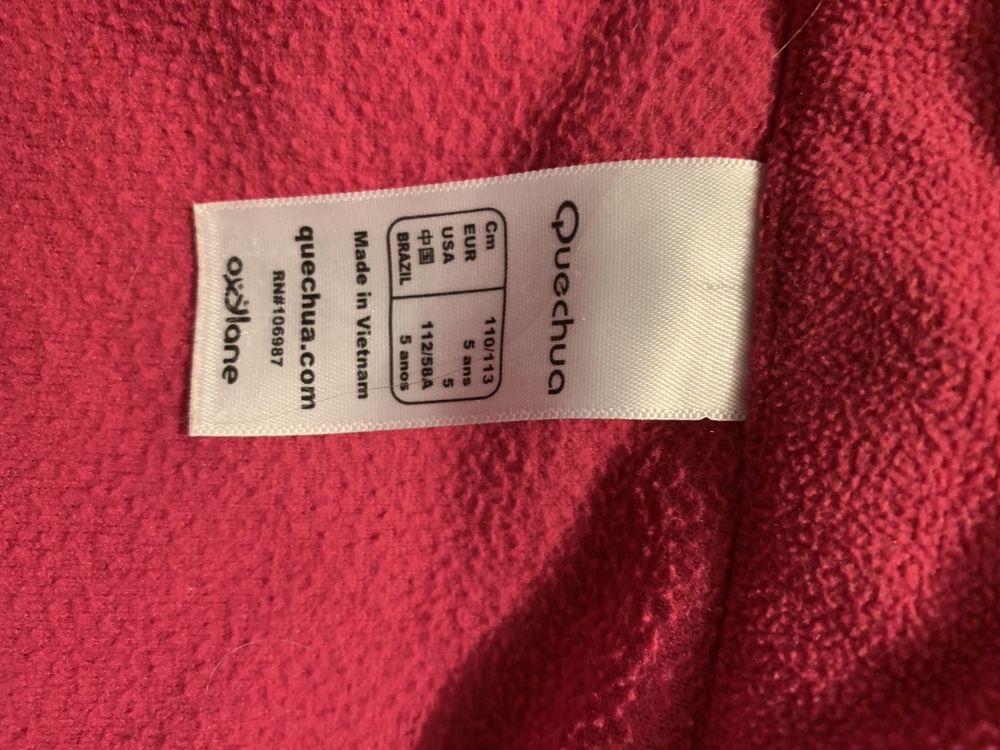 Quechua
Cm 110/113
EUR 5 ans
USA 5
中国 112/58A
BRAZIL 5 anos
Made in Vietnam
quechua.com
RN#106987
oxylane